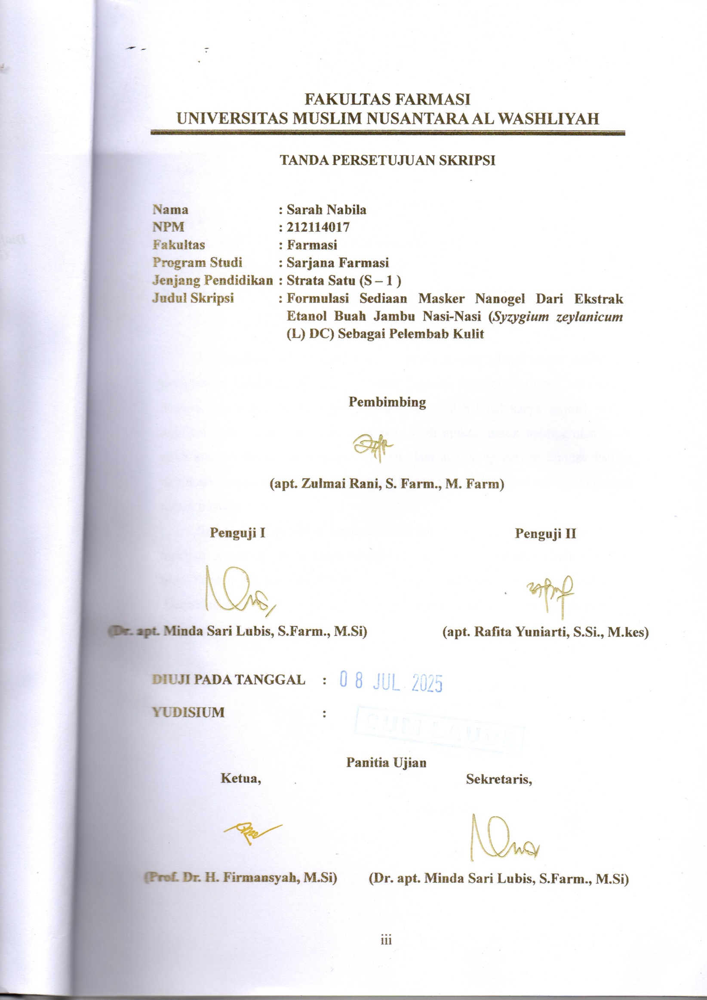 FAKULTAS FARMASI
UNIVERSITAS MUSLIM NUSANTARA AL WASHLIYAH
TANDA PERSETUJUAN SKRIPSI
Nama : Sarah Nabila
NPM : 212114017
Fakultas : Farmasi
Program Studi : Sarjana Farmasi
Jenjang Pendidikan : Strata Satu (S – 1 )
Judul Skripsi : Formulasi Sediaan Masker Nanogel Dari Ekstrak
Etanol Buah Jambu Nasi-Nasi (Syzygium zeylanicum
(L) DC) Sebagai Pelembab Kulit
Pembimbing
(apt. Zulmai Rani, S. Farm., M. Farm)
Penguji I Penguji II
(Dr. apt. Minda Sari Lubis, S.Farm., M.Si) (apt. Rafita Yuniarti, S.Si., M.kes)
DIUJI PADA TANGGAL : 08 JUL 2025
YUDISIUM :
CUM LAUDE
Panitia Ujian
Ketua, Sekretaris,
(Prof. Dr. H. Firmansyah, M.Si) (Dr. apt. Minda Sari Lubis, S.Farm., M.Si)
iii